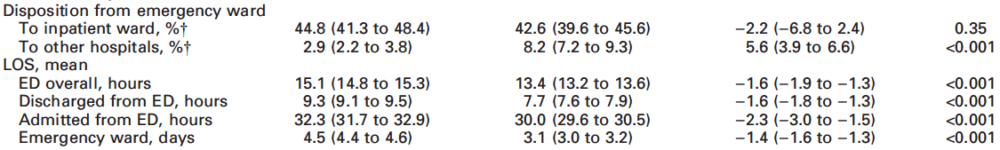 Disposition from emergency ward
To inpatient ward, %† 44.8 (41.3 to 48.4) 42.6 (39.6 to 45.6) −2.2 (−6.8 to 2.4) 0.35
To other hospitals, %† 2.9 (2.2 to 3.8) 8.2 (7.2 to 9.3) 5.6 (3.9 to 6.6) <0.001
LOS, mean
ED overall, hours 15.1 (14.8 to 15.3) 13.4 (13.2 to 13.6) −1.6 (−1.9 to −1.3) <0.001
Discharged from ED, hours 9.3 (9.1 to 9.5) 7.7 (7.6 to 7.9) −1.6 (−1.8 to −1.3) <0.001
Admitted from ED, hours 32.3 (31.7 to 32.9) 30.0 (29.6 to 30.5) −2.3 (−3.0 to −1.5) <0.001
Emergency ward, days 4.5 (4.4 to 4.6) 3.1 (3.0 to 3.2) −1.4 (−1.6 to −1.3) <0.001